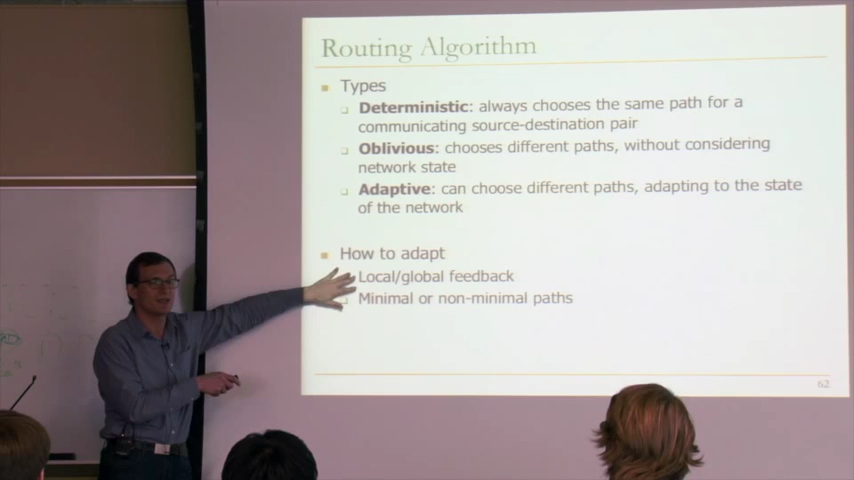 Routing Algorithm
Types
Deterministic: always chooses the same path for a
communicating source-destination pair
Oblivious: chooses different paths, without considering
network state
Adaptive: can choose different paths, adapting to the state
of the network
How to adapt
Local/global feedback
Minimal or non-minimal paths
62